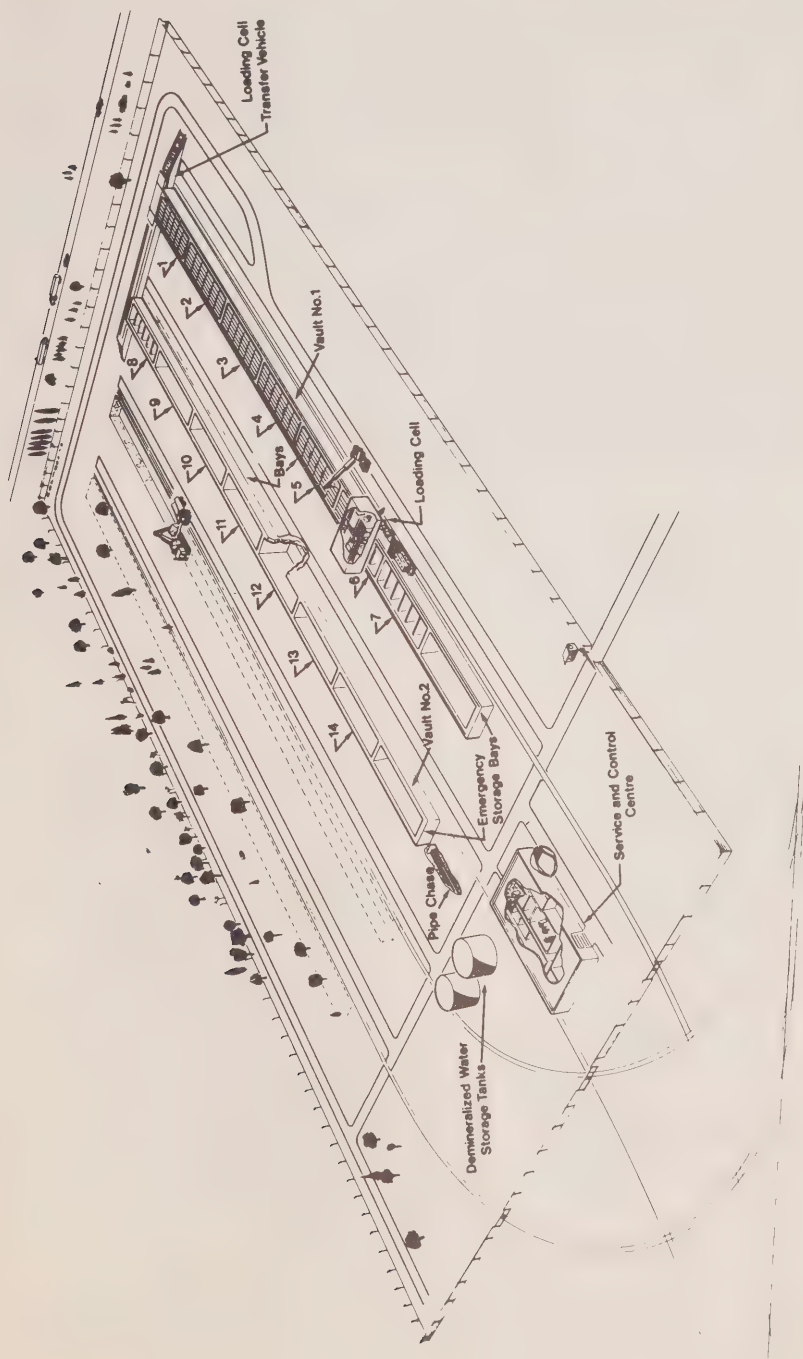 Loading Cell
Transfer Vehicle
1
2
3
4
5
6
7
Vault No.1
Loading Cell
8
9
10
11
12
13
14
Bays
Vault No.2
Emergency
Storage Bays
Pipe Chase
Demineralized Water
Storage Tanks
Service and Control
Centre